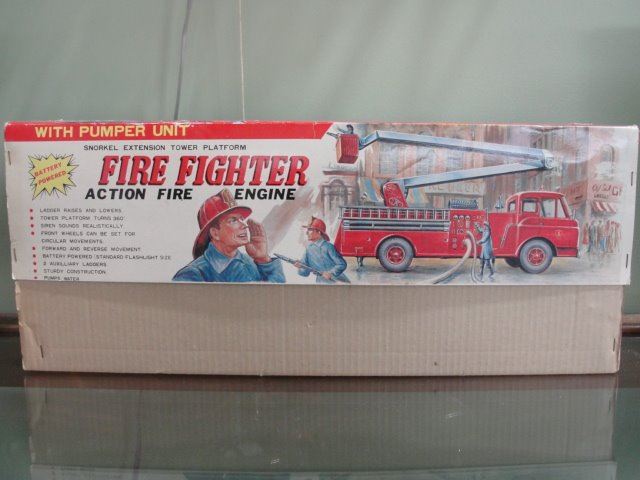 WITH PUMPER UNIT
SNORKEL EXTENSION TOWER PLATFORM
BATTERY POWERED
FIRE FIGHTER
ACTION FIRE ENGINE
• LADDER RAISES AND LOWERS.
• TOWER PLATFORM TURNS 360°
• SIREN SOUNDS REALISTICALLY.
• FRONT WHEELS CAN BE SET FOR
CIRCULAR MOVEMENTS.
• FORWARD AND REVERSE MOVEMENT.
• BATTERY POWERED (STANDARD FLASHLIGHT SIZE
• 2 AUXILLIARY LADDERS.
• STURDY CONSTRUCTION.
• PUMPS WATER